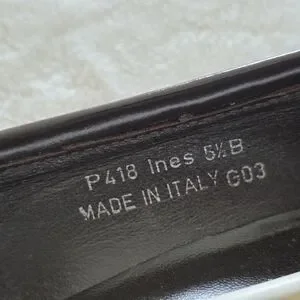 P418 Ines 5½B
MADE IN ITALY G03